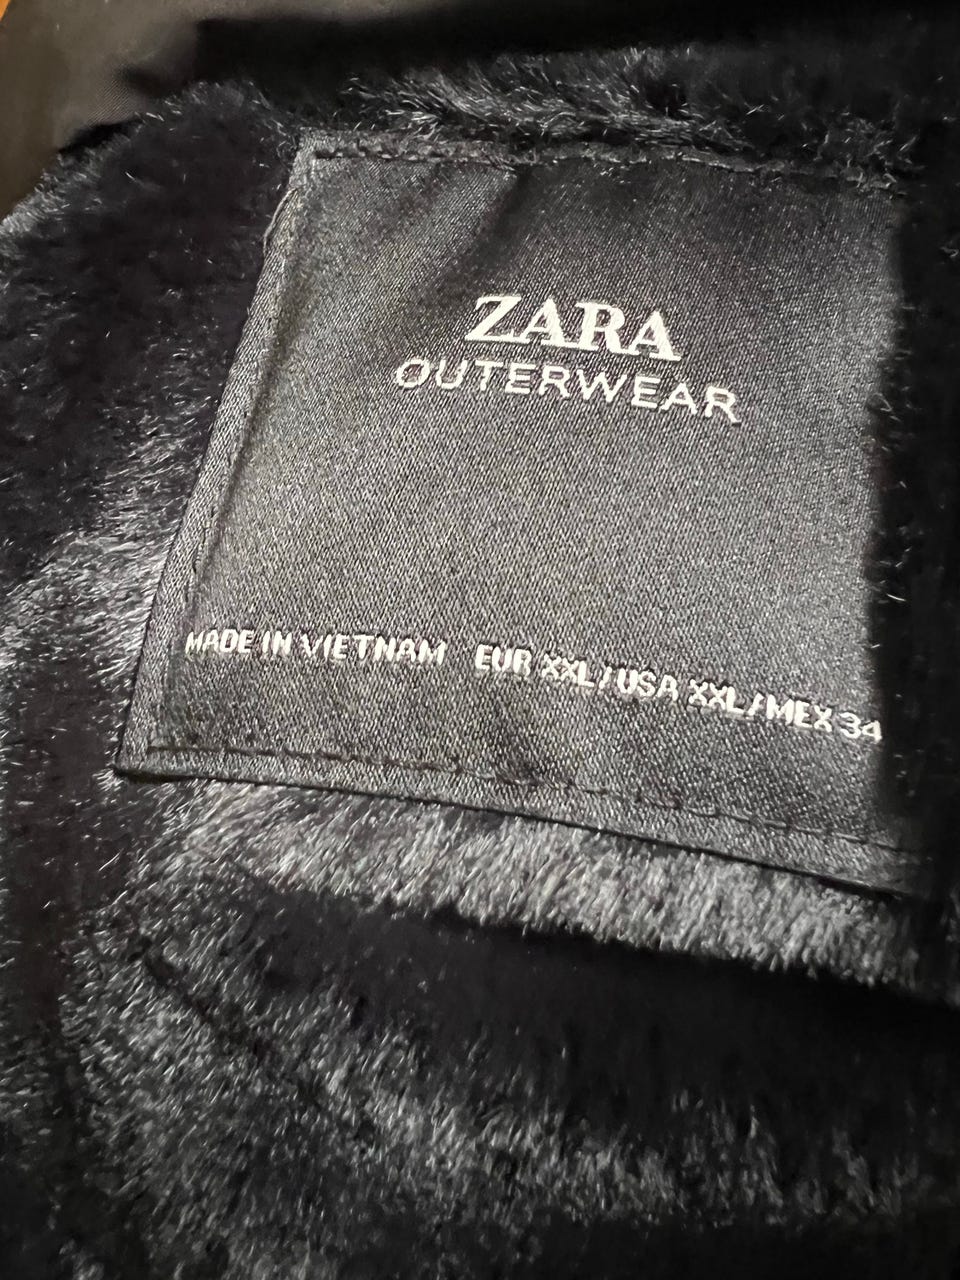 ZARA
OUTERWEAR
MADE IN VIETNAM EUR XXL/USA XXL/MEX 34